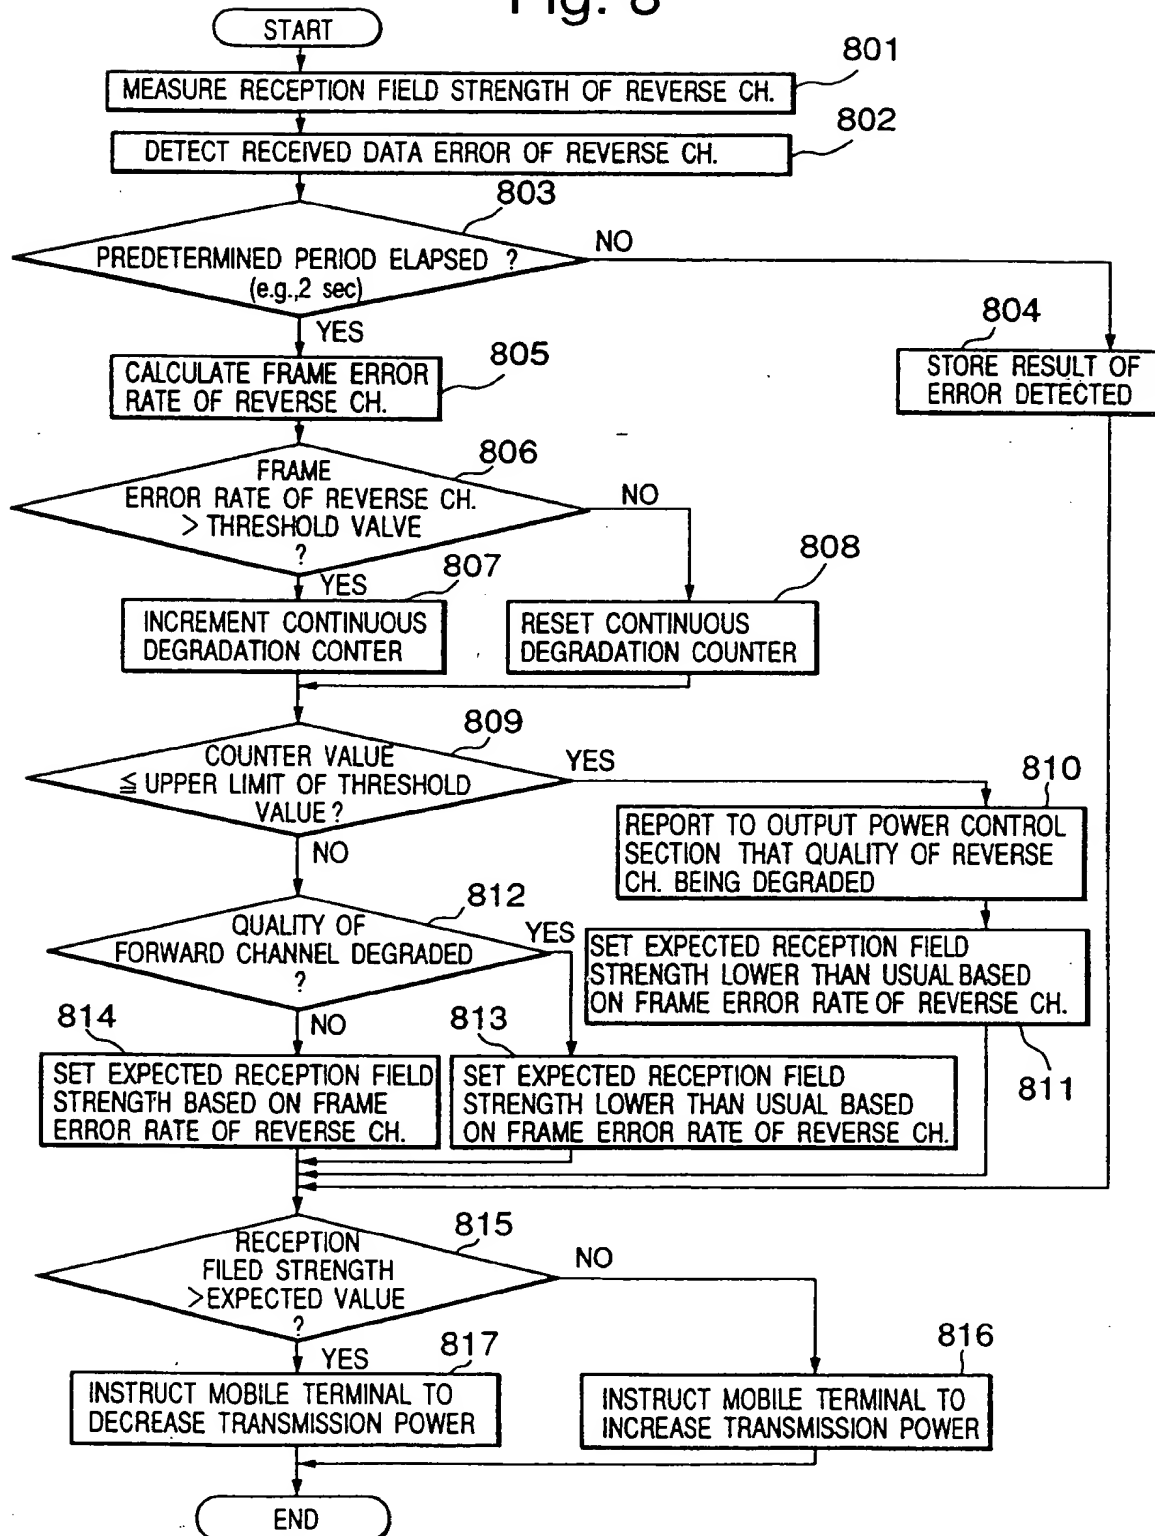 Fig. 8
START
801
MEASURE RECEPTION FIELD STRENGTH OF REVERSE CH.
802
DETECT RECEIVED DATA ERROR OF REVERSE CH.
803
PREDETERMINED PERIOD ELAPSED ?
(e.g.,2 sec)
NO
YES
804
STORE RESULT OF
ERROR DETECTED
805
CALCULATE FRAME ERROR
RATE OF REVERSE CH.
806
FRAME
ERROR RATE OF REVERSE CH.
> THRESHOLD VALVE
?
NO
YES
807
INCREMENT CONTINUOUS
DEGRADATION CONTER
808
RESET CONTINUOUS
DEGRADATION COUNTER
809
COUNTER VALUE
≦ UPPER LIMIT OF THRESHOLD
VALUE?
YES
NO
810
REPORT TO OUTPUT POWER CONTROL
SECTION THAT QUALITY OF REVERSE
CH. BEING DEGRADED
812
QUALITY OF
FORWARD CHANNEL DEGRADED
?
YES
NO
SET EXPECTED RECEPTION FIELD
STRENGTH LOWER THAN USUAL BASED
ON FRAME ERROR RATE OF REVERSE CH.
811
814
SET EXPECTED RECEPTION FIELD
STRENGTH BASED ON FRAME
ERROR RATE OF REVERSE CH.
813
SET EXPECTED RECEPTION FIELD
STRENGTH LOWER THAN USUAL BASED
ON FRAME ERROR RATE OF REVERSE CH.
815
RECEPTION
FILED STRENGTH
>EXPECTED VALUE
?
NO
YES
817
INSTRUCT MOBILE TERMINAL TO
DECREASE TRANSMISSION POWER
816
INSTRUCT MOBILE TERMINAL TO
INCREASE TRANSMISSION POWER
END